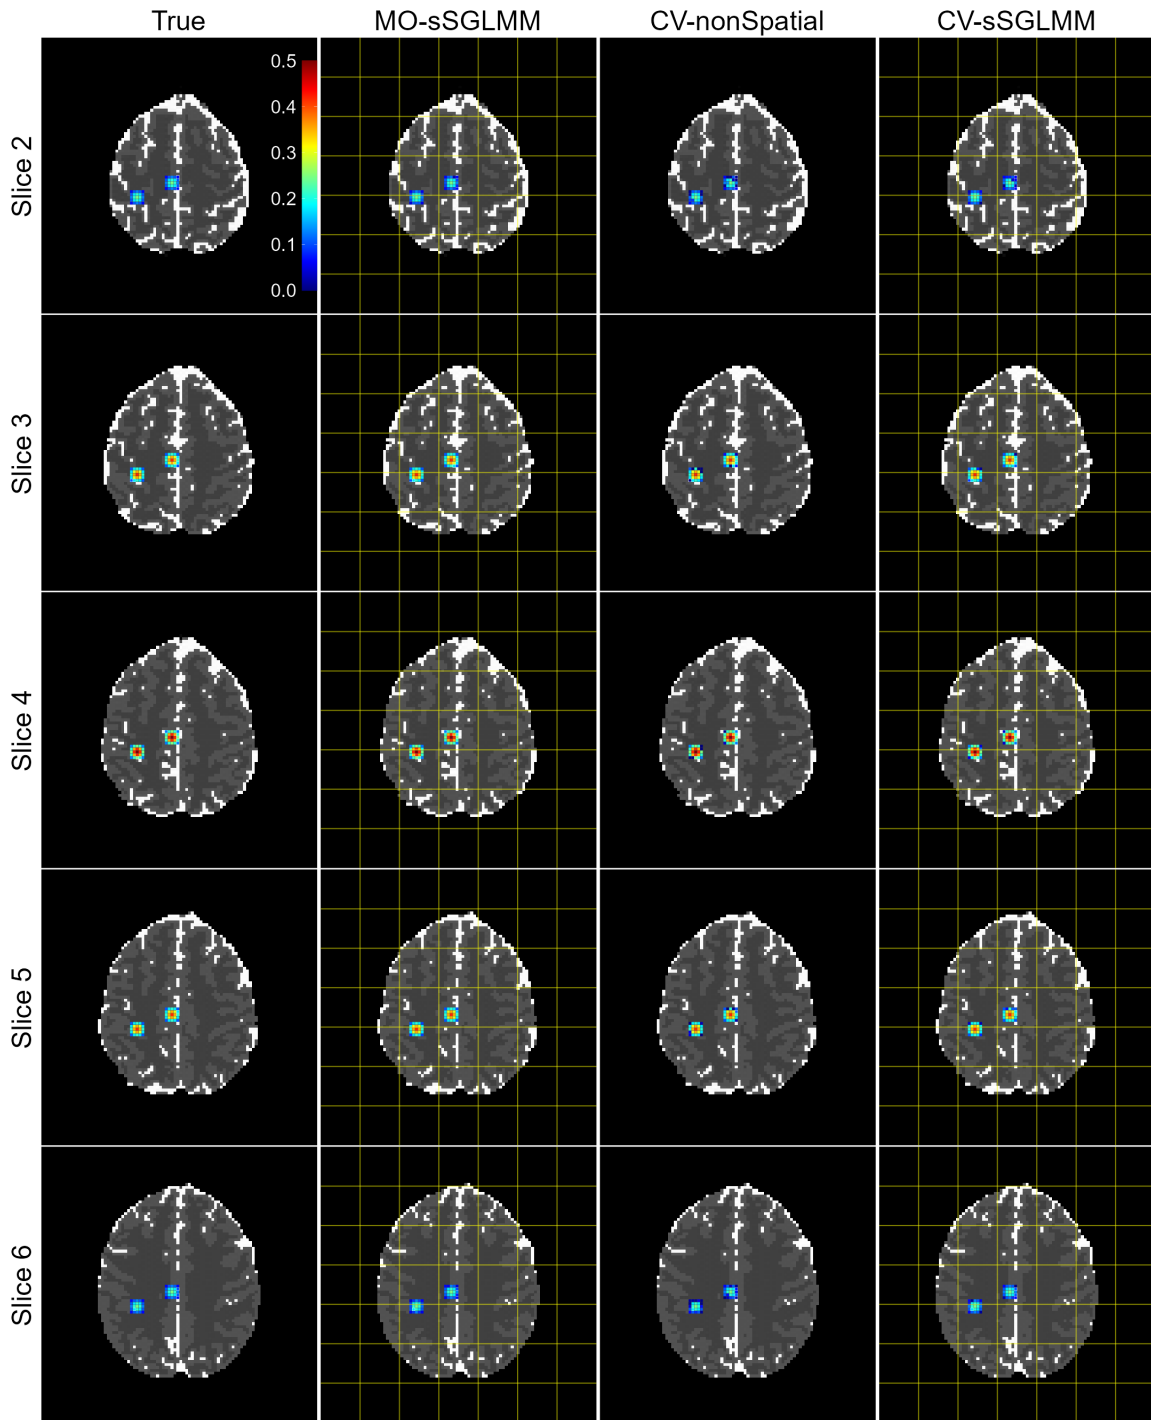 True MO-sSGLMM CV-nonSpatial CV-sSGLMM
Slice 2
0.5
0.4
0.3
0.2
0.1
0.0
Slice 3
Slice 4
Slice 5
Slice 6